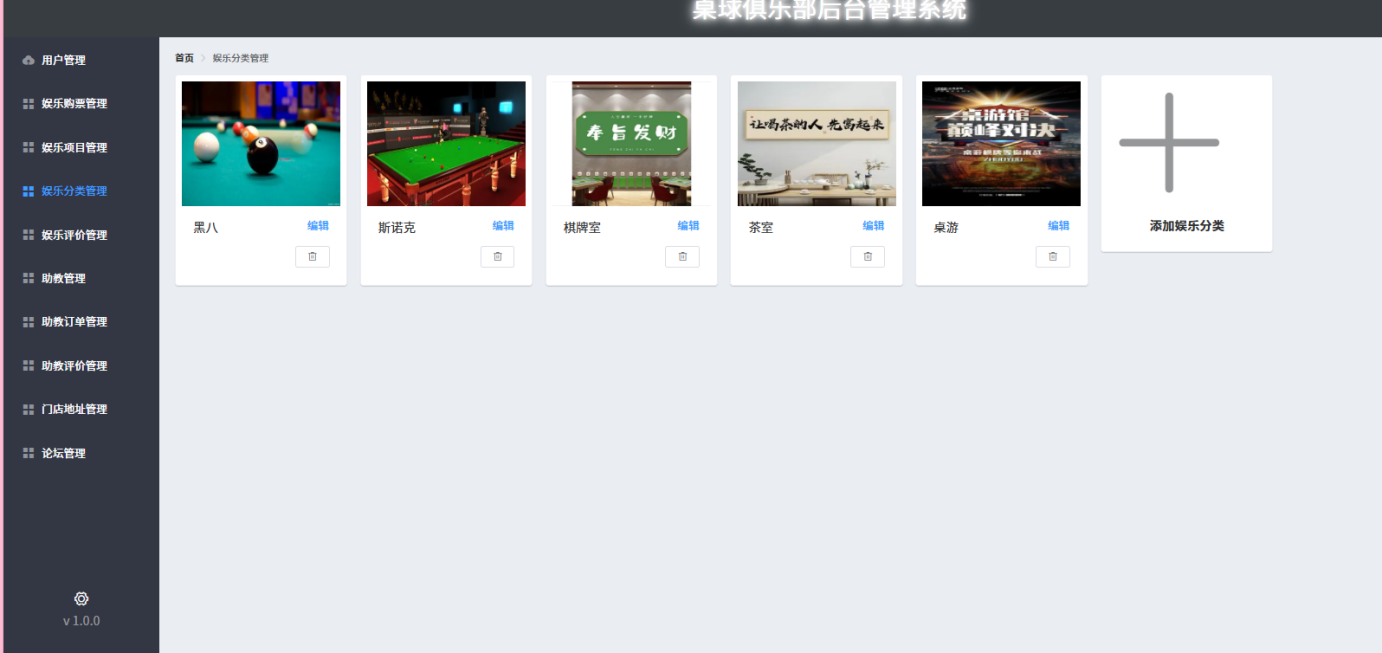 桌球俱乐部后台管理系统
首页 > 娱乐分类管理
用户管理
娱乐购票管理
娱乐项目管理
娱乐分类管理
娱乐评价管理
助教管理
助教订单管理
助教评价管理
门店地址管理
论坛管理
v 1.0.0
奉旨发财
让喝茶的人 先富起来
桌游馆
巅峰对决
黑八 编辑
斯诺克 编辑
棋牌室 编辑
茶室 编辑
桌游 编辑
添加娱乐分类